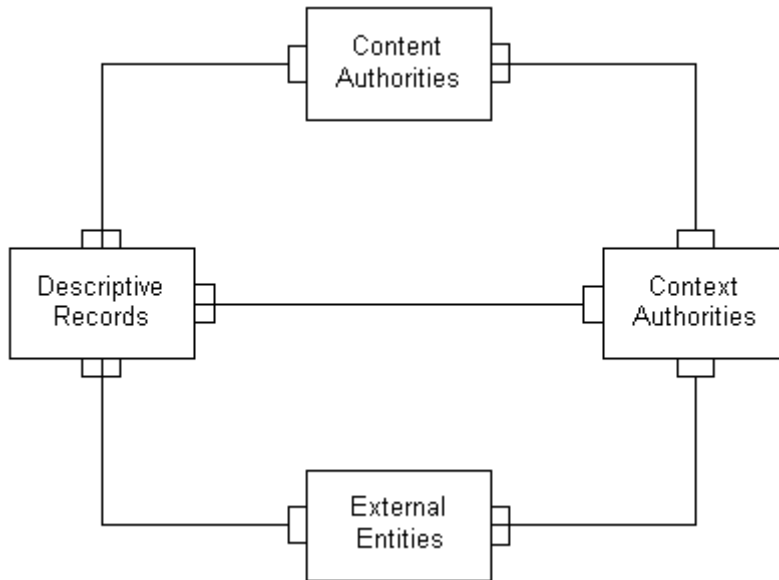 Content
Authorities
Descriptive
Records
Context
Authorities
External
Entities